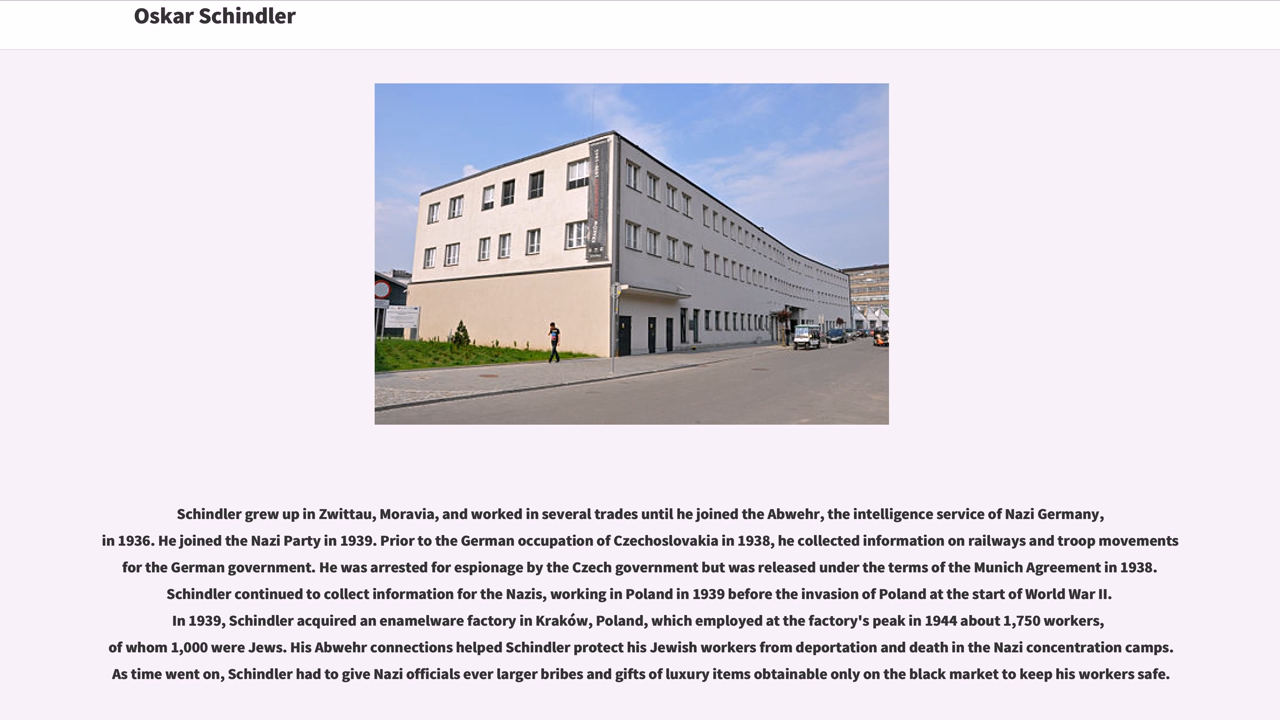 Oskar Schindler
Schindler grew up in Zwittau, Moravia, and worked in several trades until he joined the Abwehr, the intelligence service of Nazi Germany,
in 1936. He joined the Nazi Party in 1939. Prior to the German occupation of Czechoslovakia in 1938, he collected information on railways and troop movements
for the German government. He was arrested for espionage by the Czech government but was released under the terms of the Munich Agreement in 1938.
Schindler continued to collect information for the Nazis, working in Poland in 1939 before the invasion of Poland at the start of World War II.
In 1939, Schindler acquired an enamelware factory in Kraków, Poland, which employed at the factory's peak in 1944 about 1,750 workers,
of whom 1,000 were Jews. His Abwehr connections helped Schindler protect his Jewish workers from deportation and death in the Nazi concentration camps.
As time went on, Schindler had to give Nazi officials ever larger bribes and gifts of luxury items obtainable only on the black market to keep his workers safe.